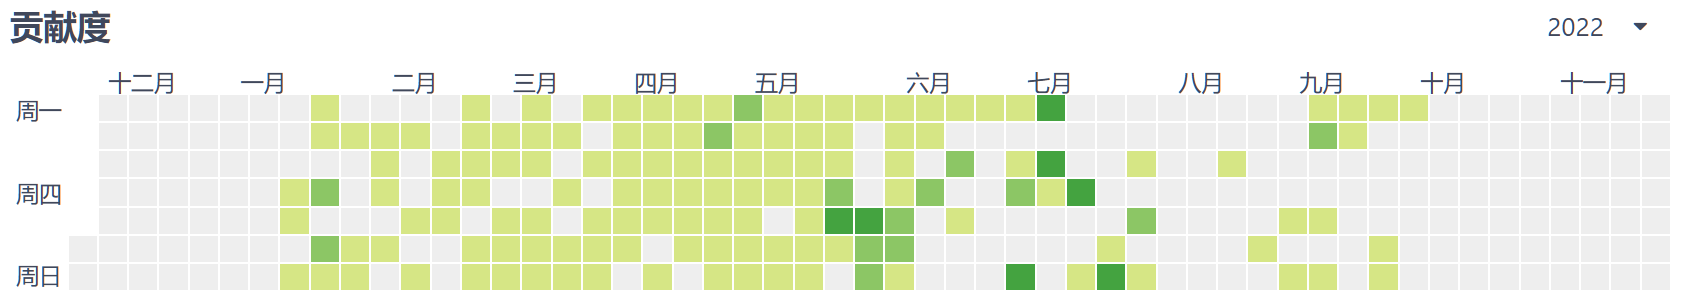 贡献度
2022
十二月 一月 二月 三月 四月 五月 六月 七月 八月 九月 十月 十一月
周一
周四
周日